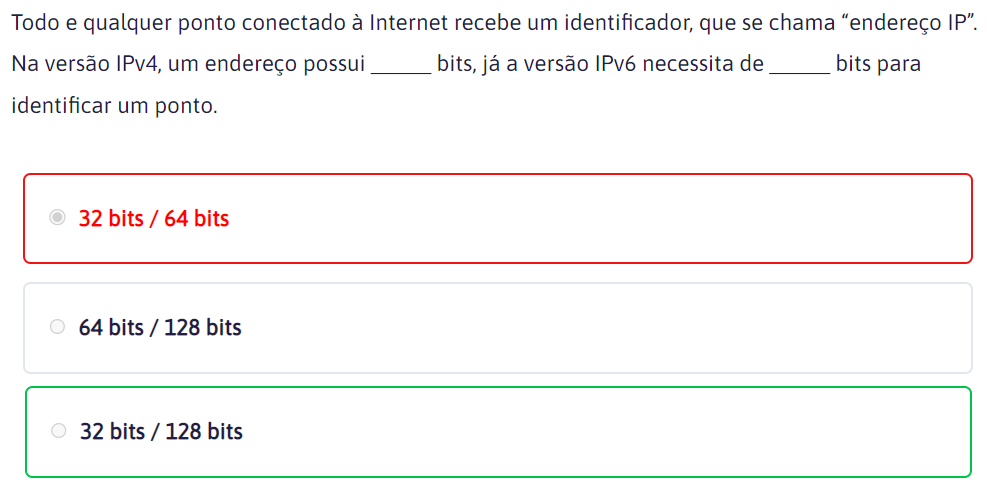 Todo e qualquer ponto conectado à Internet recebe um identificador, que se chama “endereço IP”.
Na versão IPv4, um endereço possui ______ bits, já a versão IPv6 necessita de ______ bits para
identificar um ponto.
32 bits / 64 bits
64 bits / 128 bits
32 bits / 128 bits